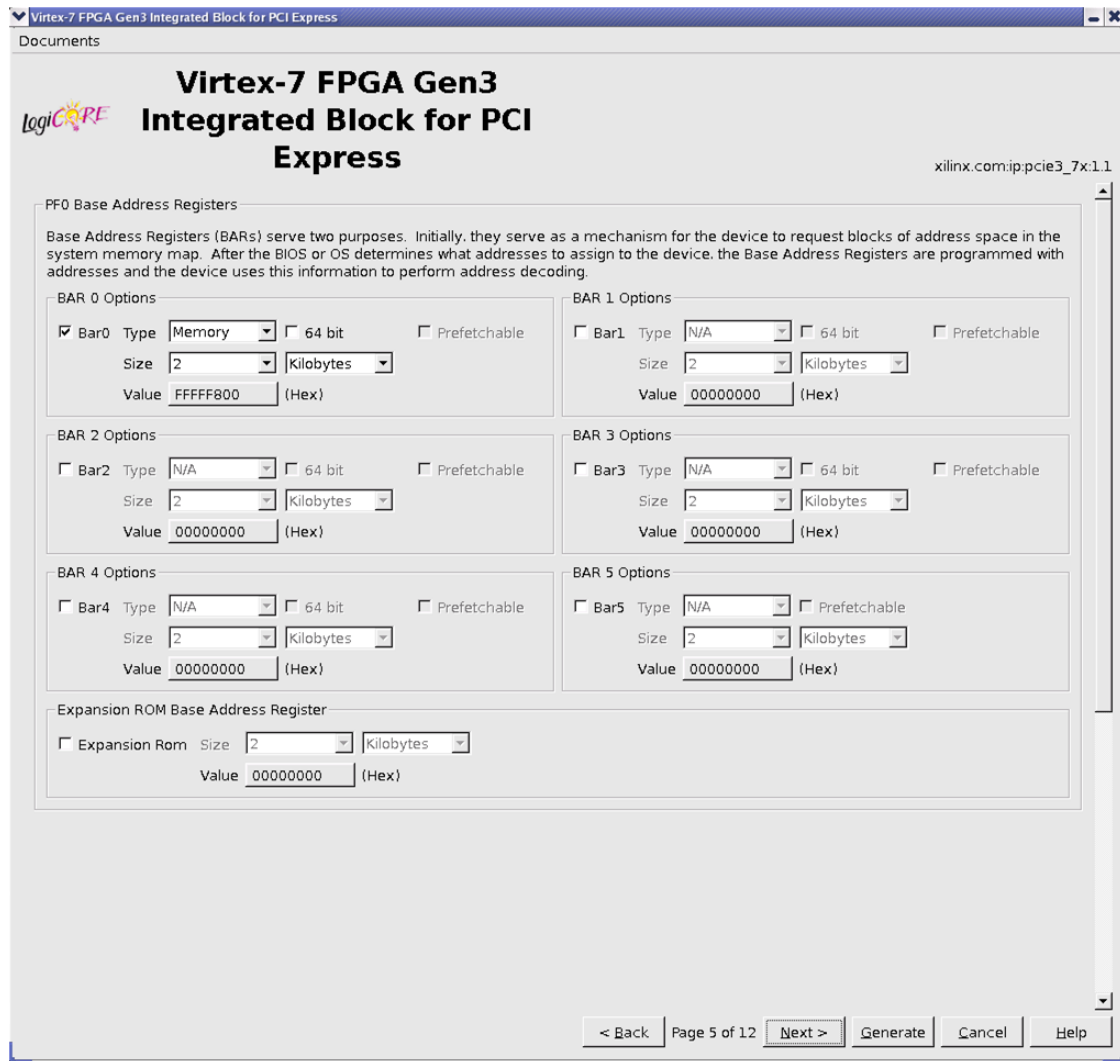 Virtex-7 FPGA Gen3 Integrated Block for PCI Express
Documents
LogiCORE
Virtex-7 FPGA Gen3
Integrated Block for PCI
Express
xilinx.com:ip:pcie3_7x:1.1
PF0 Base Address Registers
Base Address Registers (BARs) serve two purposes. Initially, they serve as a mechanism for the device to request blocks of address space in the
system memory map. After the BIOS or OS determines what addresses to assign to the device, the Base Address Registers are programmed with
addresses and the device uses this information to perform address decoding.
BAR 0 Options
Bar0 Type Memory 64 bit Prefetchable
Size 2 Kilobytes
Value FFFFF800 (Hex)
BAR 1 Options
Bar1 Type N/A 64 bit Prefetchable
Size 2 Kilobytes
Value 00000000 (Hex)
BAR 2 Options
Bar2 Type N/A 64 bit Prefetchable
Size 2 Kilobytes
Value 00000000 (Hex)
BAR 3 Options
Bar3 Type N/A 64 bit Prefetchable
Size 2 Kilobytes
Value 00000000 (Hex)
BAR 4 Options
Bar4 Type N/A 64 bit Prefetchable
Size 2 Kilobytes
Value 00000000 (Hex)
BAR 5 Options
Bar5 Type N/A Prefetchable
Size 2 Kilobytes
Value 00000000 (Hex)
Expansion ROM Base Address Register
Expansion Rom Size 2 Kilobytes
Value 00000000 (Hex)
< Back Page 5 of 12 Next > Generate Cancel Help